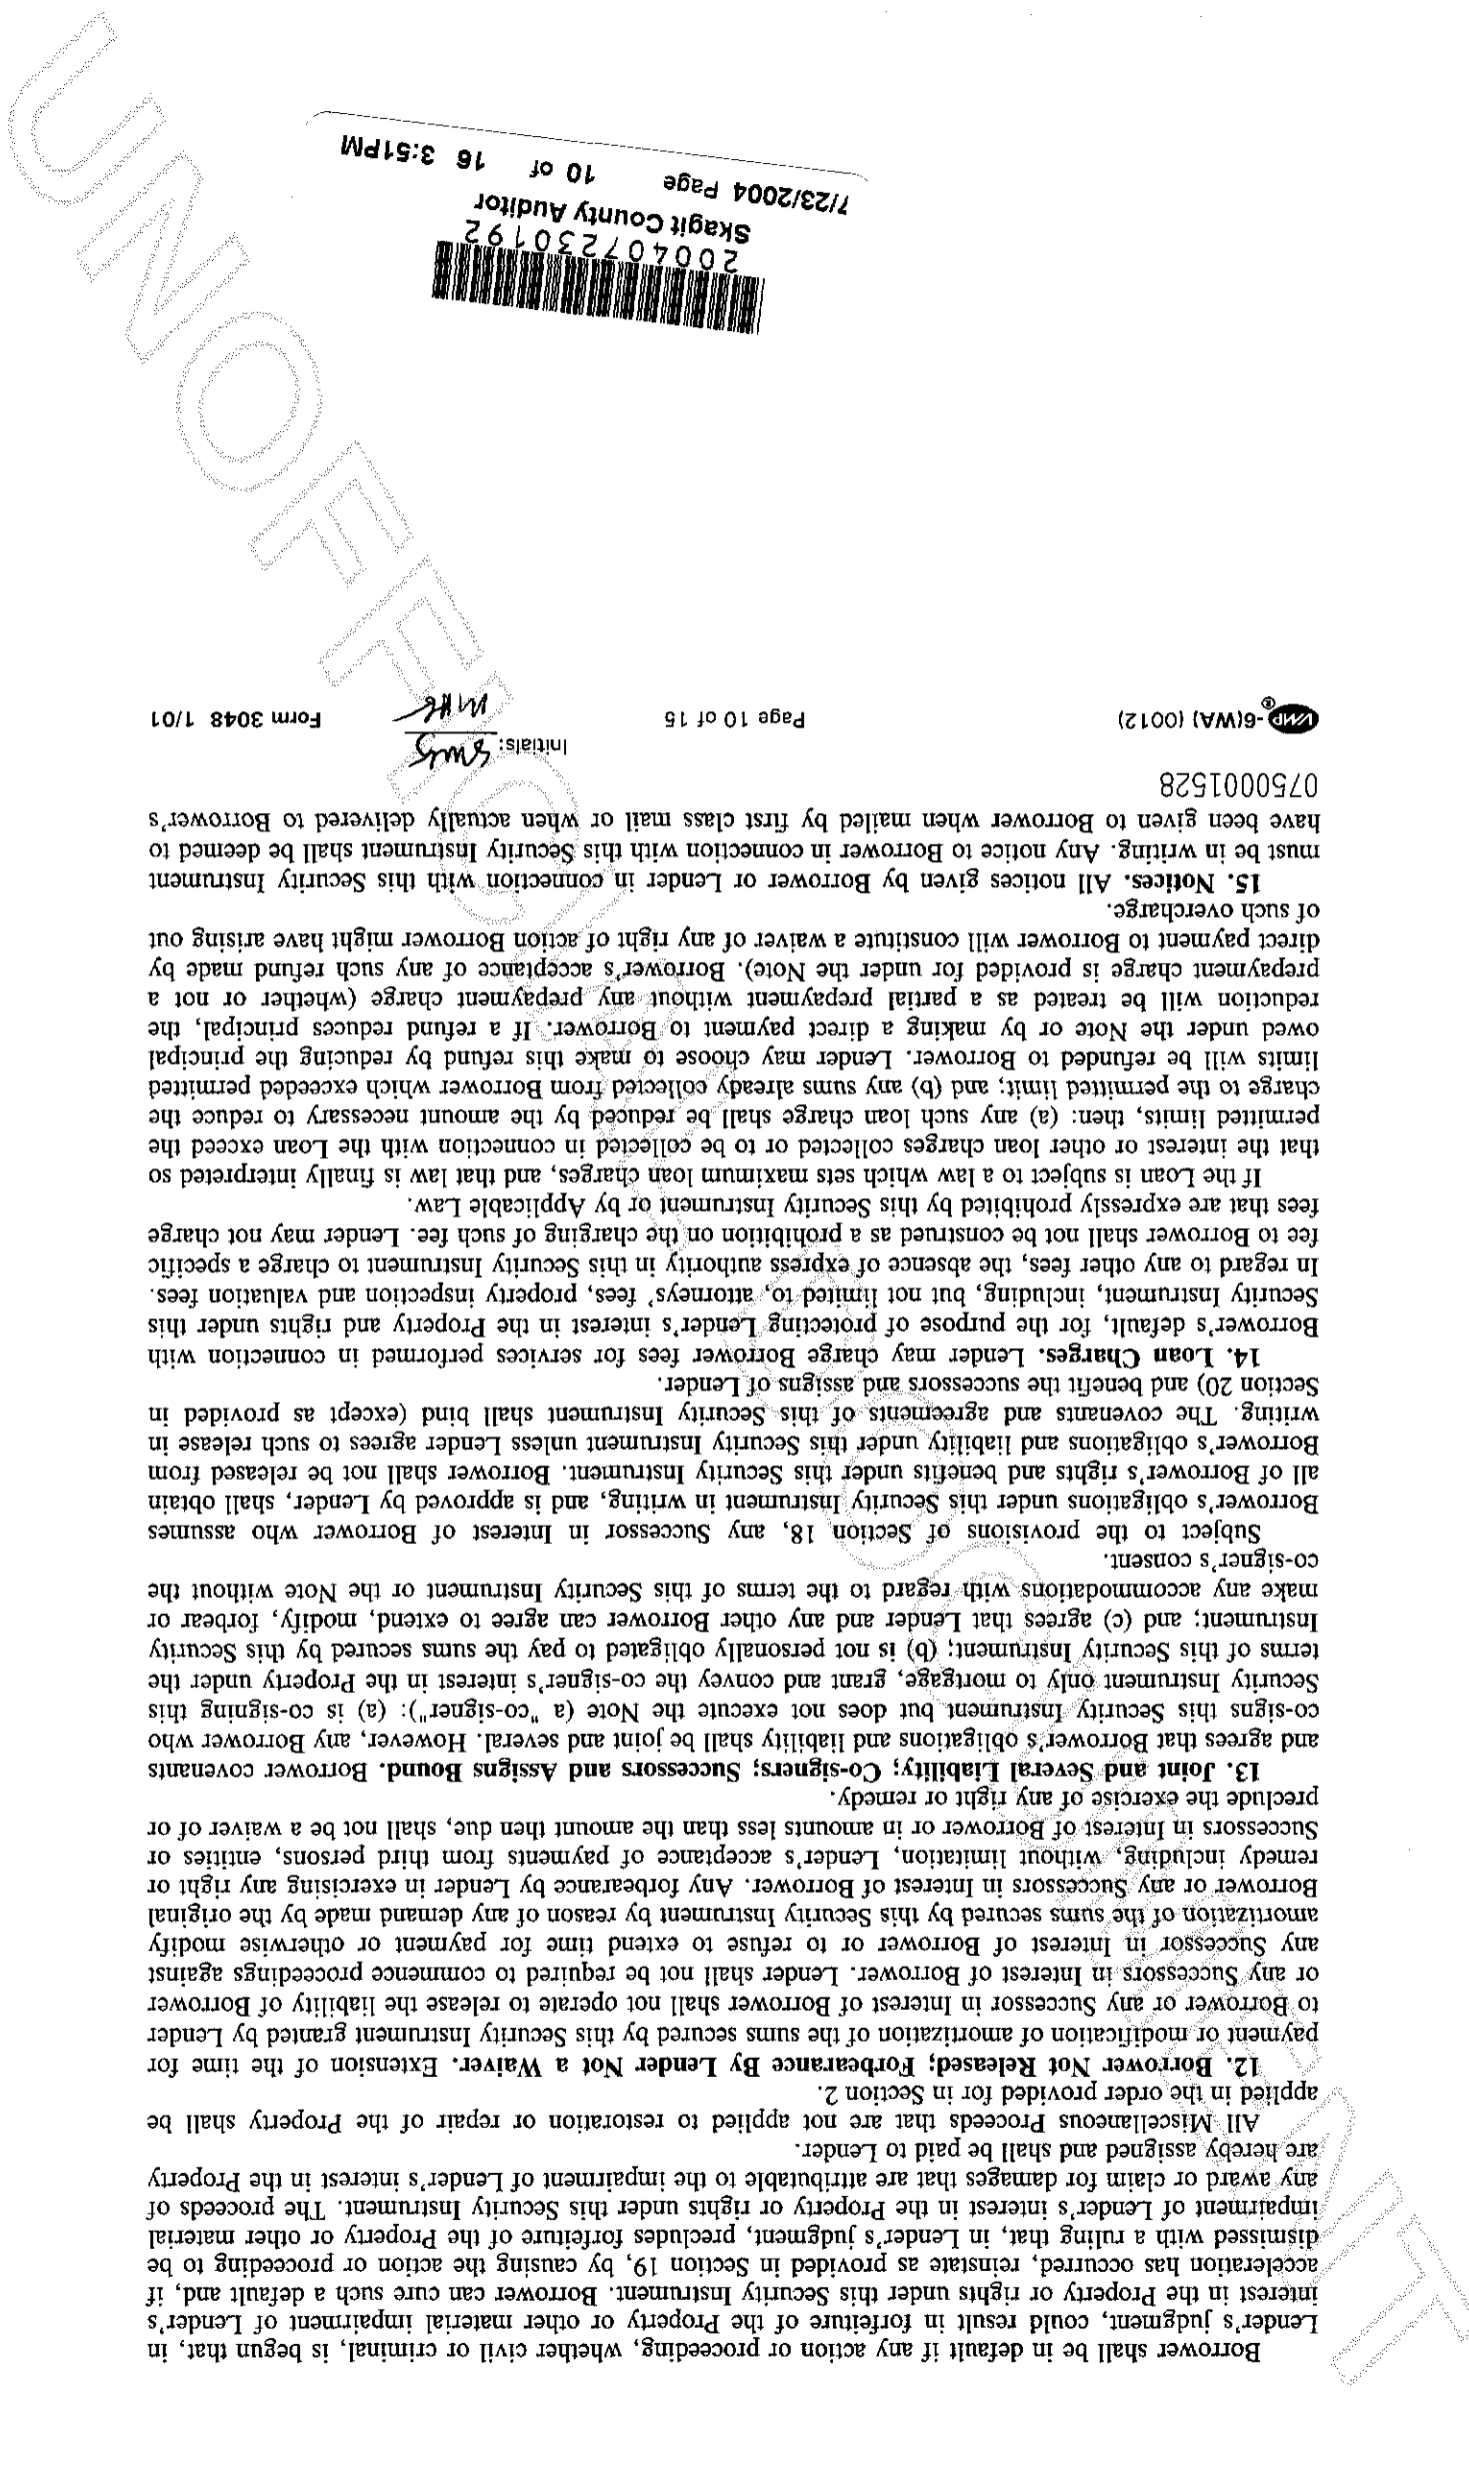 Borrower shall be in default if any action or proceeding, whether civil or criminal, is begun that, in
Lender's judgment, could result in forfeiture of the Property or other material impairment of Lender's
interest in the Property or rights under this Security Instrument. Borrower can cure such a default and, if
acceleration has occurred, reinstate as provided in Section 19, by causing the action or proceeding to be
dismissed with a ruling that, in Lender's judgment, precludes forfeiture of the Property or other material
impairment of Lender's interest in the Property or rights under this Security Instrument. The proceeds of
any award or claim for damages that are attributable to the impairment of Lender's interest in the Property
are hereby assigned and shall be paid to Lender.
All Miscellaneous Proceeds that are not applied to restoration or repair of the Property shall be
applied in the order provided for in Section 2.
12. Borrower Not Released; Forbearance By Lender Not a Waiver. Extension of the time for
payment or modification of amortization of the sums secured by this Security Instrument granted by Lender
to Borrower or any Successor in Interest of Borrower shall not operate to release the liability of Borrower
or any Successors in Interest of Borrower. Lender shall not be required to commence proceedings against
any Successor in Interest of Borrower or to refuse to extend time for payment or otherwise modify
amortization of the sums secured by this Security Instrument by reason of any demand made by the original
Borrower or any Successors in Interest of Borrower. Any forbearance by Lender in exercising any right or
remedy including, without limitation, Lender's acceptance of payments from third persons, entities or
Successors in Interest of Borrower or in amounts less than the amount then due, shall not be a waiver of or
preclude the exercise of any right or remedy.
13. Joint and Several Liability; Co-signers; Successors and Assigns Bound. Borrower covenants
and agrees that Borrower's obligations and liability shall be joint and several. However, any Borrower who
co-signs this Security Instrument but does not execute the Note (a "co-signer"): (a) is co-signing this
Security Instrument only to mortgage, grant and convey the co-signer's interest in the Property under the
terms of this Security Instrument; (b) is not personally obligated to pay the sums secured by this Security
Instrument; and (c) agrees that Lender and any other Borrower can agree to extend, modify, forbear or
make any accommodations with regard to the terms of this Security Instrument or the Note without the
co-signer's consent.
Subject to the provisions of Section 18, any Successor in Interest of Borrower who assumes
Borrower's obligations under this Security Instrument in writing, and is approved by Lender, shall obtain
all of Borrower's rights and benefits under this Security Instrument. Borrower shall not be released from
Borrower's obligations and liability under this Security Instrument unless Lender agrees to such release in
writing. The covenants and agreements of this Security Instrument shall bind (except as provided in
Section 20) and benefit the successors and assigns of Lender.
14. Loan Charges. Lender may charge Borrower fees for services performed in connection with
Borrower's default, for the purpose of protecting Lender's interest in the Property and rights under this
Security Instrument, including, but not limited to, attorneys' fees, property inspection and valuation fees.
In regard to any other fees, the absence of express authority in this Security Instrument to charge a specific
fee to Borrower shall not be construed as a prohibition on the charging of such fee. Lender may not charge
fees that are expressly prohibited by this Security Instrument or by Applicable Law.
If the Loan is subject to a law which sets maximum loan charges, and that law is finally interpreted so
that the interest or other loan charges collected or to be collected in connection with the Loan exceed the
permitted limits, then: (a) any such loan charge shall be reduced by the amount necessary to reduce the
charge to the permitted limit; and (b) any sums already collected from Borrower which exceeded permitted
limits will be refunded to Borrower. Lender may choose to make this refund by reducing the principal
owed under the Note or by making a direct payment to Borrower. If a refund reduces principal, the
reduction will be treated as a partial prepayment without any prepayment charge (whether or not a
prepayment charge is provided for under the Note). Borrower's acceptance of any such refund made by
direct payment to Borrower will constitute a waiver of any right of action Borrower might have arising out
of such overcharge.
15. Notices. All notices given by Borrower or Lender in connection with this Security Instrument
must be in writing. Any notice to Borrower in connection with this Security Instrument shall be deemed to
have been given to Borrower when mailed by first class mail or when actually delivered to Borrower's
0750001528
Initials:
VMP®-6(WA) (0012) Page 10 of 15 Form 3048 1/01
200407230192
Skagit County Auditor
7/23/2004 Page 10 of 16 3:51PM
UNOFFICIAL DOCUMENT